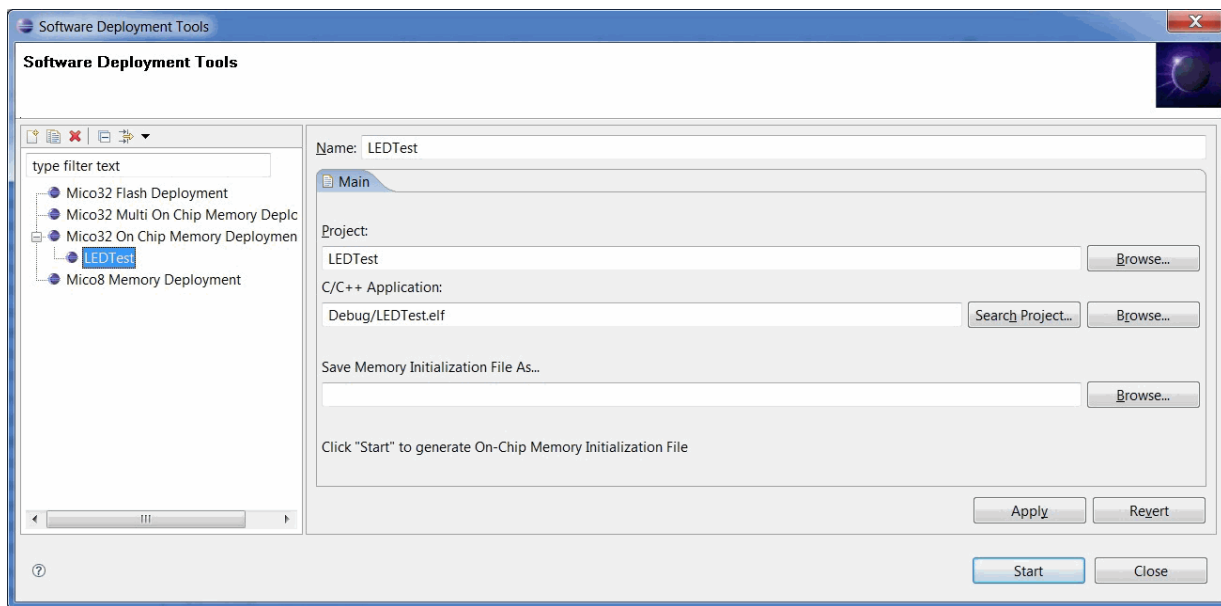 Software Deployment Tools
Software Deployment Tools
type filter text
Mico32 Flash Deployment
Mico32 Multi On Chip Memory Deplo
Mico32 On Chip Memory Deploymen
LEDTest
Mico8 Memory Deployment
Name: LEDTest
Main
Project:
LEDTest Browse...
C/C++ Application:
Debug/LEDTest.elf Search Project... Browse...
Save Memory Initialization File As...
Browse...
Click "Start" to generate On-Chip Memory Initialization File
Apply Revert
Start Close